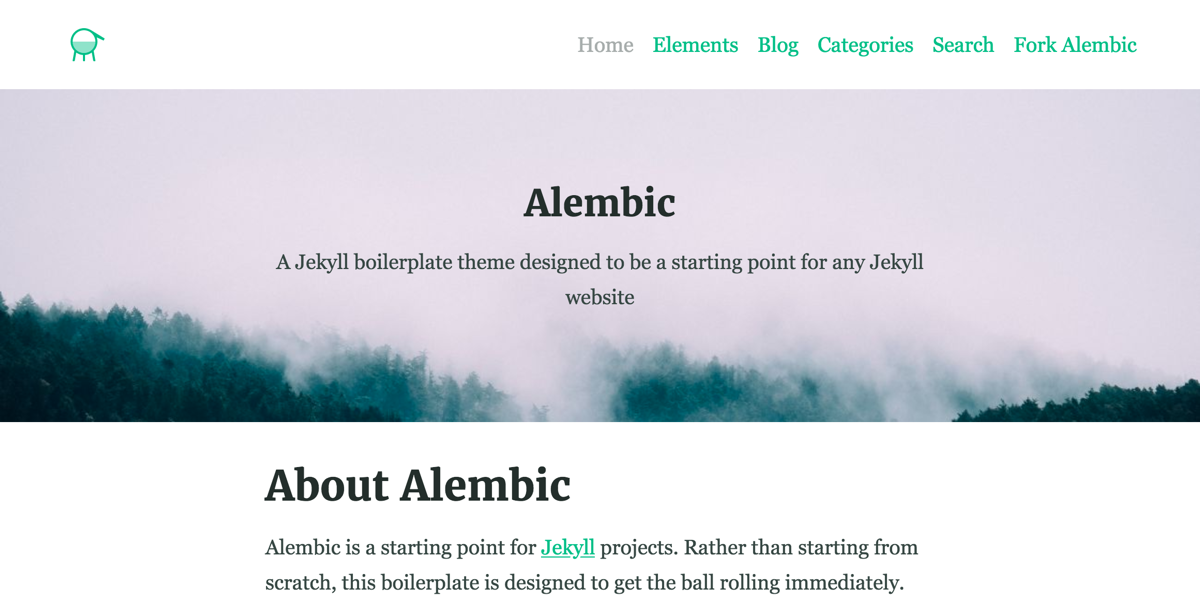 Home Elements Blog Categories Search Fork Alembic
Alembic
A Jekyll boilerplate theme designed to be a starting point for any Jekyll
website
About Alembic
Alembic is a starting point for Jekyll projects. Rather than starting from
scratch, this boilerplate is designed to get the ball rolling immediately.